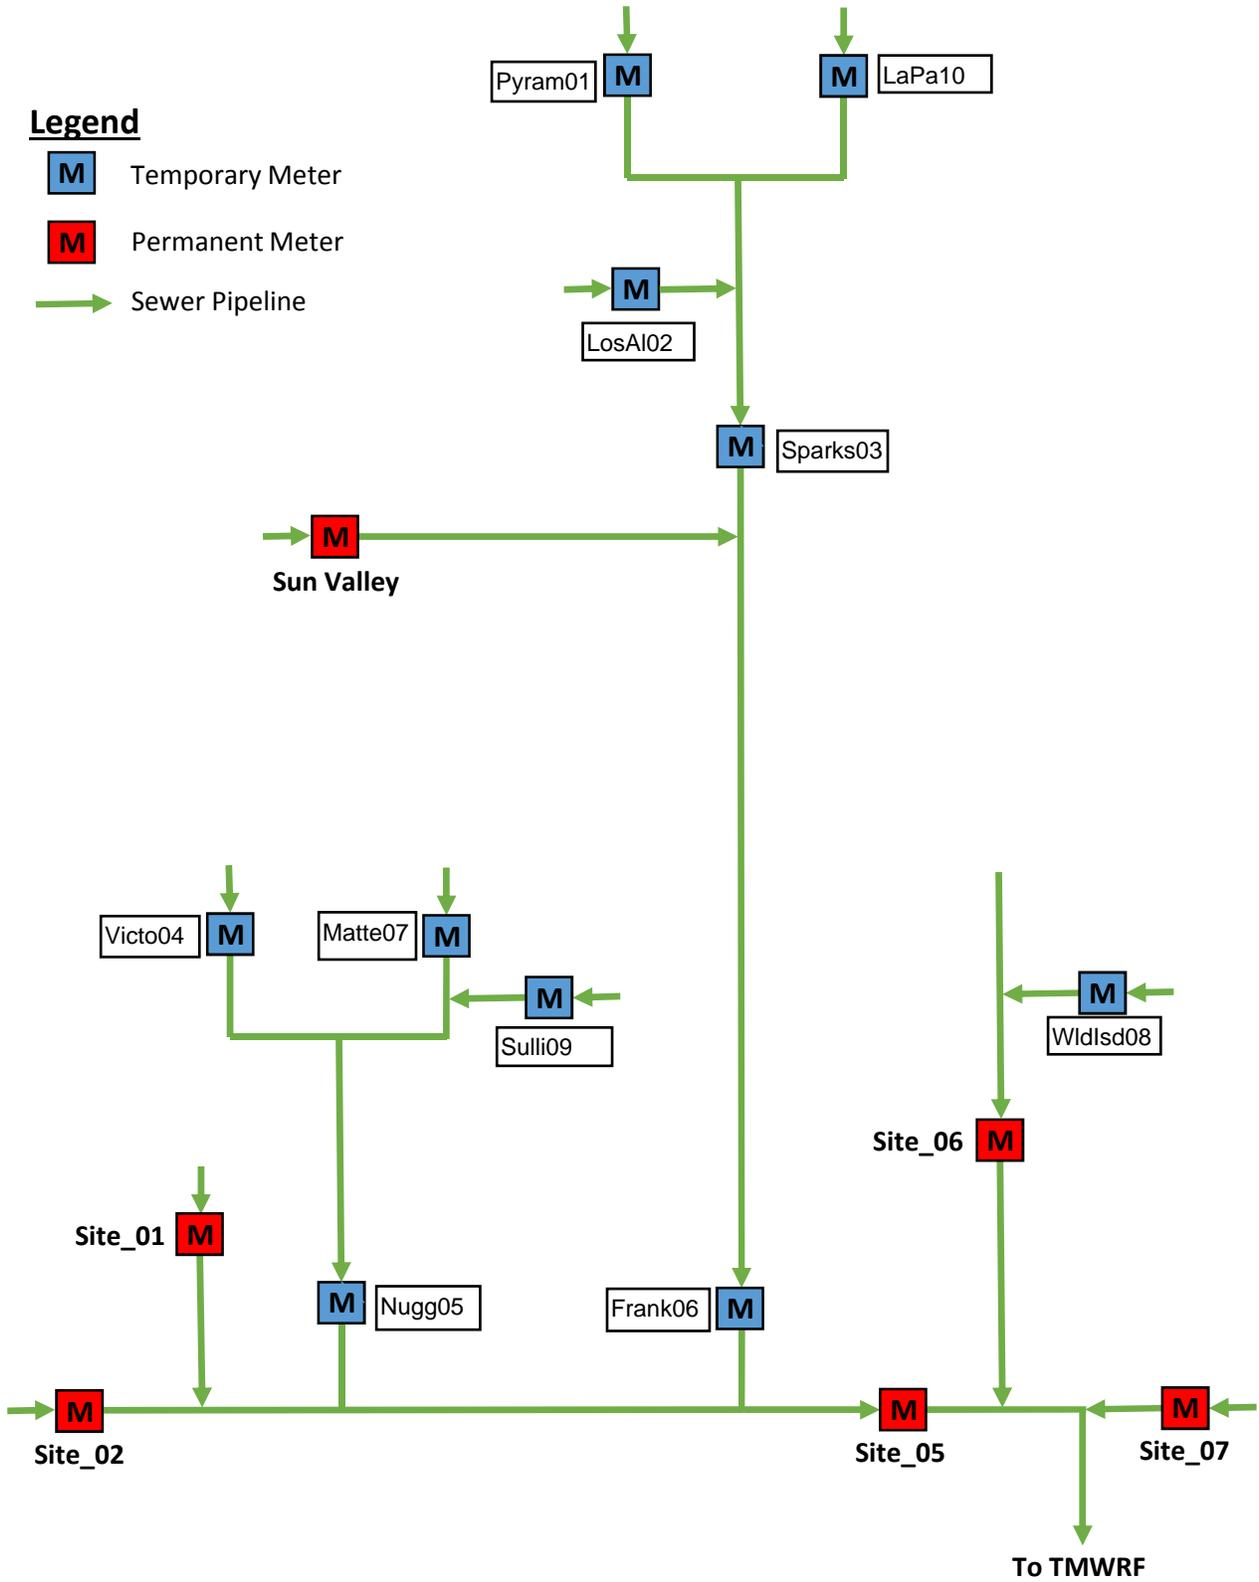 M
Pyram01
M
LaPa10
Legend
M
Temporary Meter
M
Permanent Meter
Sewer Pipeline
M
LosAl02
M
Sparks03
M
Sun Valley
Victo04
M
Matte07
M
M
Sulli09
M
WldIsd08
Site_06
M
Site_01
M
M
Nugg05
Frank06
M
M
Site_02
M
Site_05
M
Site_07
To TMWRF